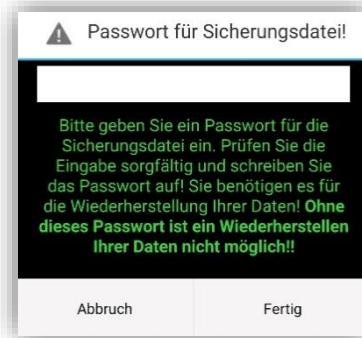 Passwort für Sicherungsdatei!
Bitte geben Sie ein Passwort für die
Sicherungsdatei ein. Prüfen Sie die
Eingabe sorgfältig und schreiben Sie
das Passwort auf! Sie benötigen es für
die Wiederherstellung Ihrer Daten! Ohne
dieses Passwort ist ein Wiederherstellen
Ihrer Daten nicht möglich!!
Abbruch
Fertig